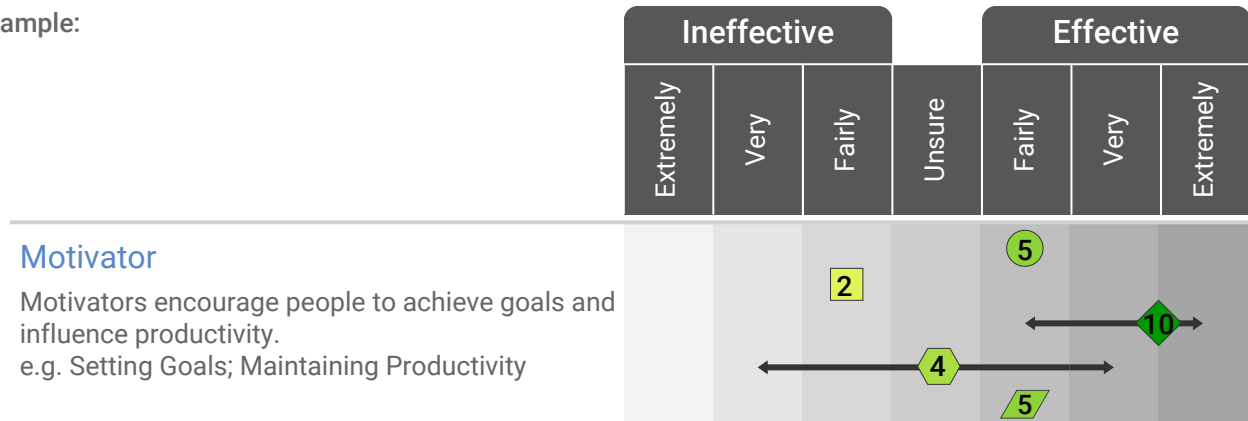 ample:
Ineffective
Effective
Extremely
Very
Fairly
Unsure
Fairly
Very
Extremely
Motivator
Motivators encourage people to achieve goals and
influence productivity.
e.g. Setting Goals; Maintaining Productivity
5
2
10
4
5